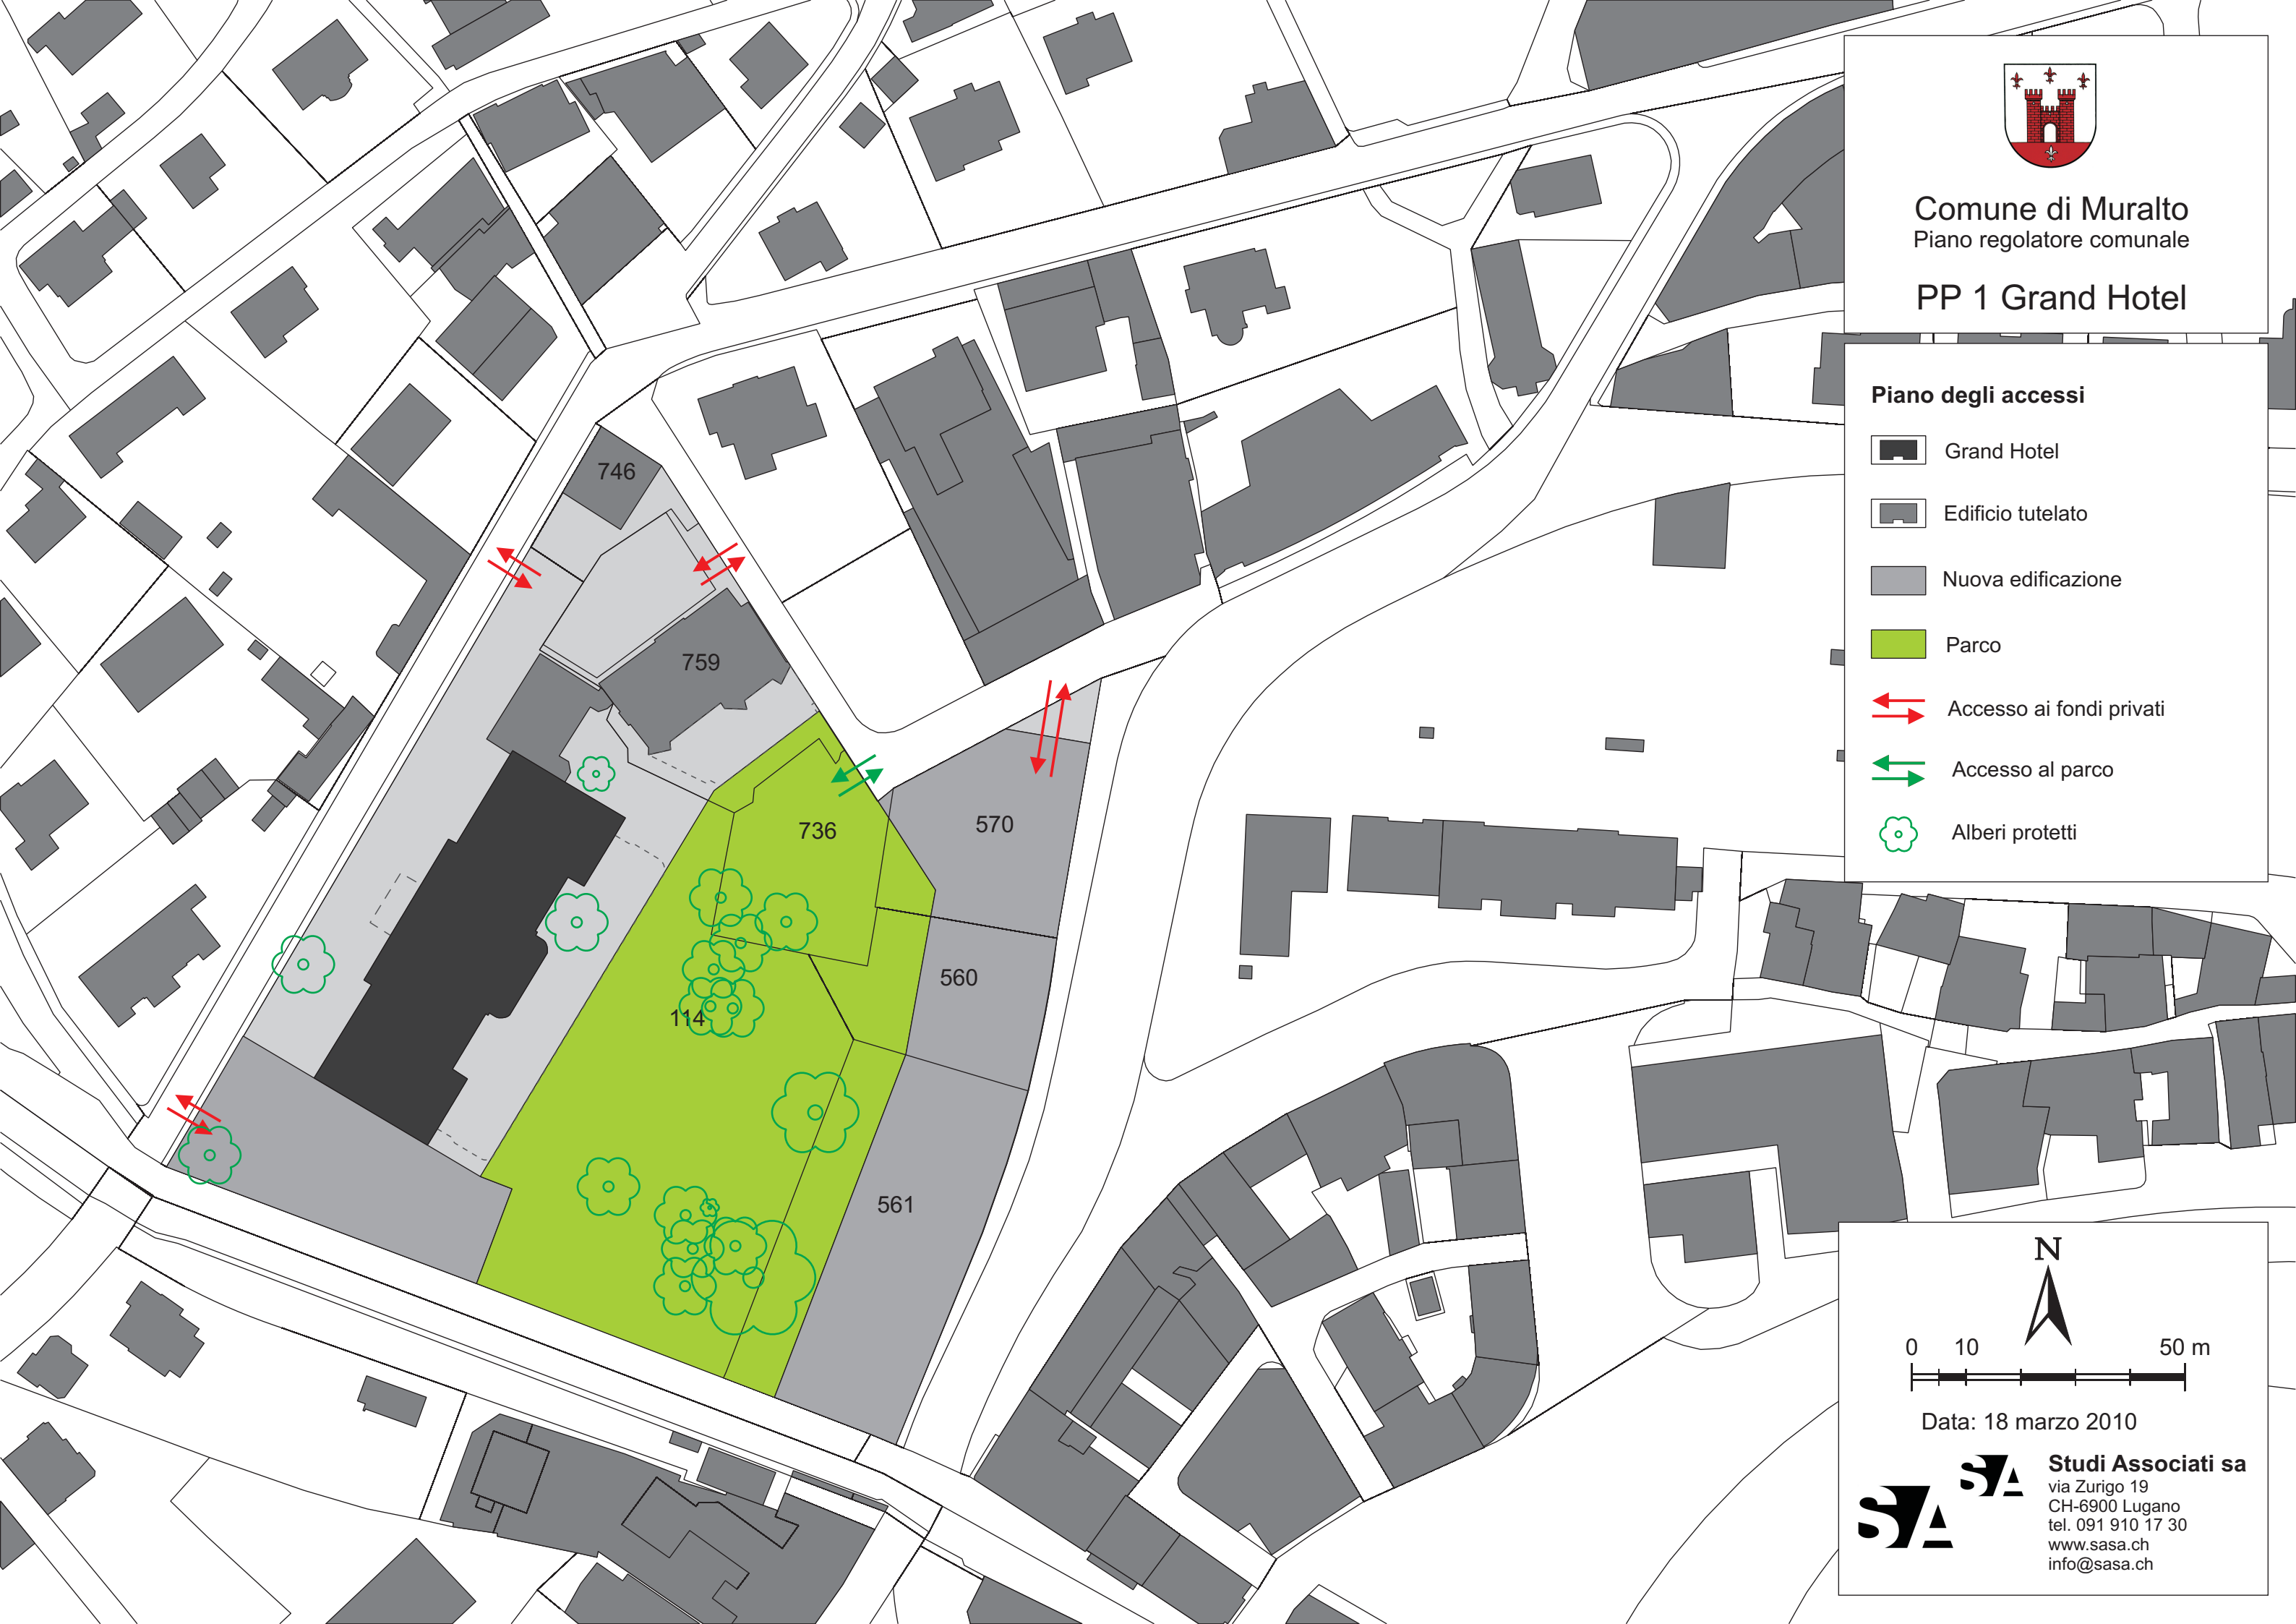 Comune di Muralto
Piano regolatore comunale
PP 1 Grand Hotel
Piano degli accessi
Grand Hotel
Edificio tutelato
Nuova edificazione
Parco
Accesso ai fondi privati
Accesso al parco
Alberi protetti
746
759
736
570
560
114
561
N
0 10 50 m
Data: 18 marzo 2010
SA
SA
Studi Associati sa
via Zurigo 19
CH-6900 Lugano
tel. 091 910 17 30
www.sasa.ch
info@sasa.ch